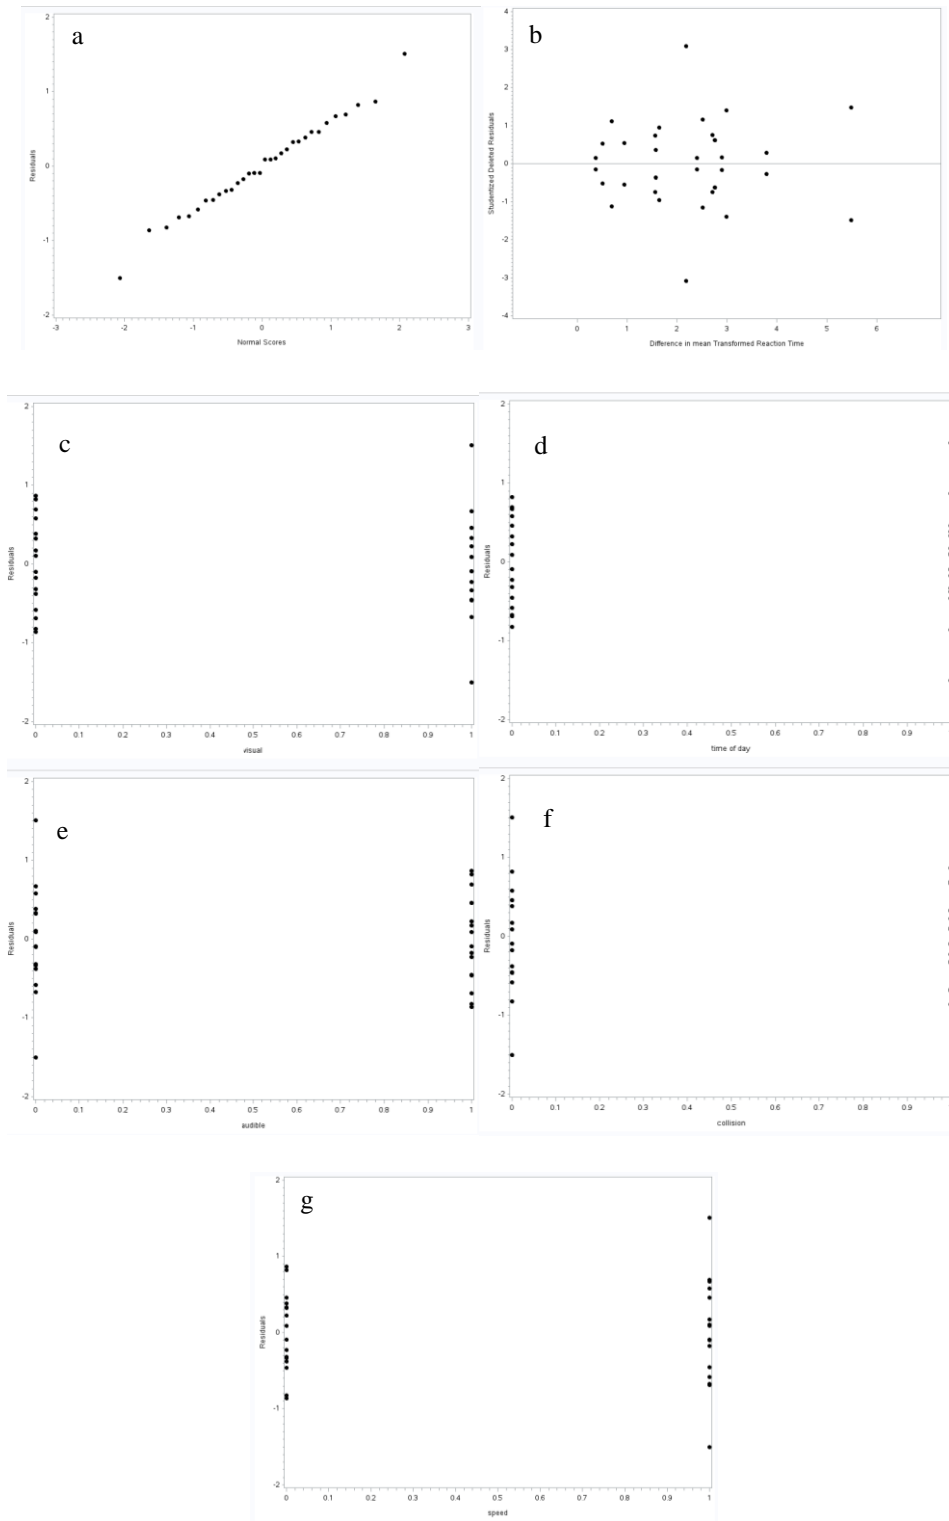 a
2
1
0
-1
-2
Residuals
-3 -2 -1 0 1 2 3
Normal Scores
b
4
3
2
1
0
-1
-2
-3
-4
Studentized Deleted Residuals
0 1 2 3 4 5 6
Difference in mean Transformed Reaction Time
c
2
1
0
-1
-2
Residuals
0 0.1 0.2 0.3 0.4 0.5 0.6 0.7 0.8 0.9 1
visual
d
2
1
0
-1
-2
Residuals
0 0.1 0.2 0.3 0.4 0.5 0.6 0.7 0.8 0.9
time of day
e
2
1
0
-1
-2
Residuals
0 0.1 0.2 0.3 0.4 0.5 0.6 0.7 0.8 0.9 1
audible
f
2
1
0
-1
-2
Residuals
0 0.1 0.2 0.3 0.4 0.5 0.6 0.7 0.8 0.9
collision
g
2
1
0
-1
-2
Residuals
0 0.1 0.2 0.3 0.4 0.5 0.6 0.7 0.8 0.9 1
speed